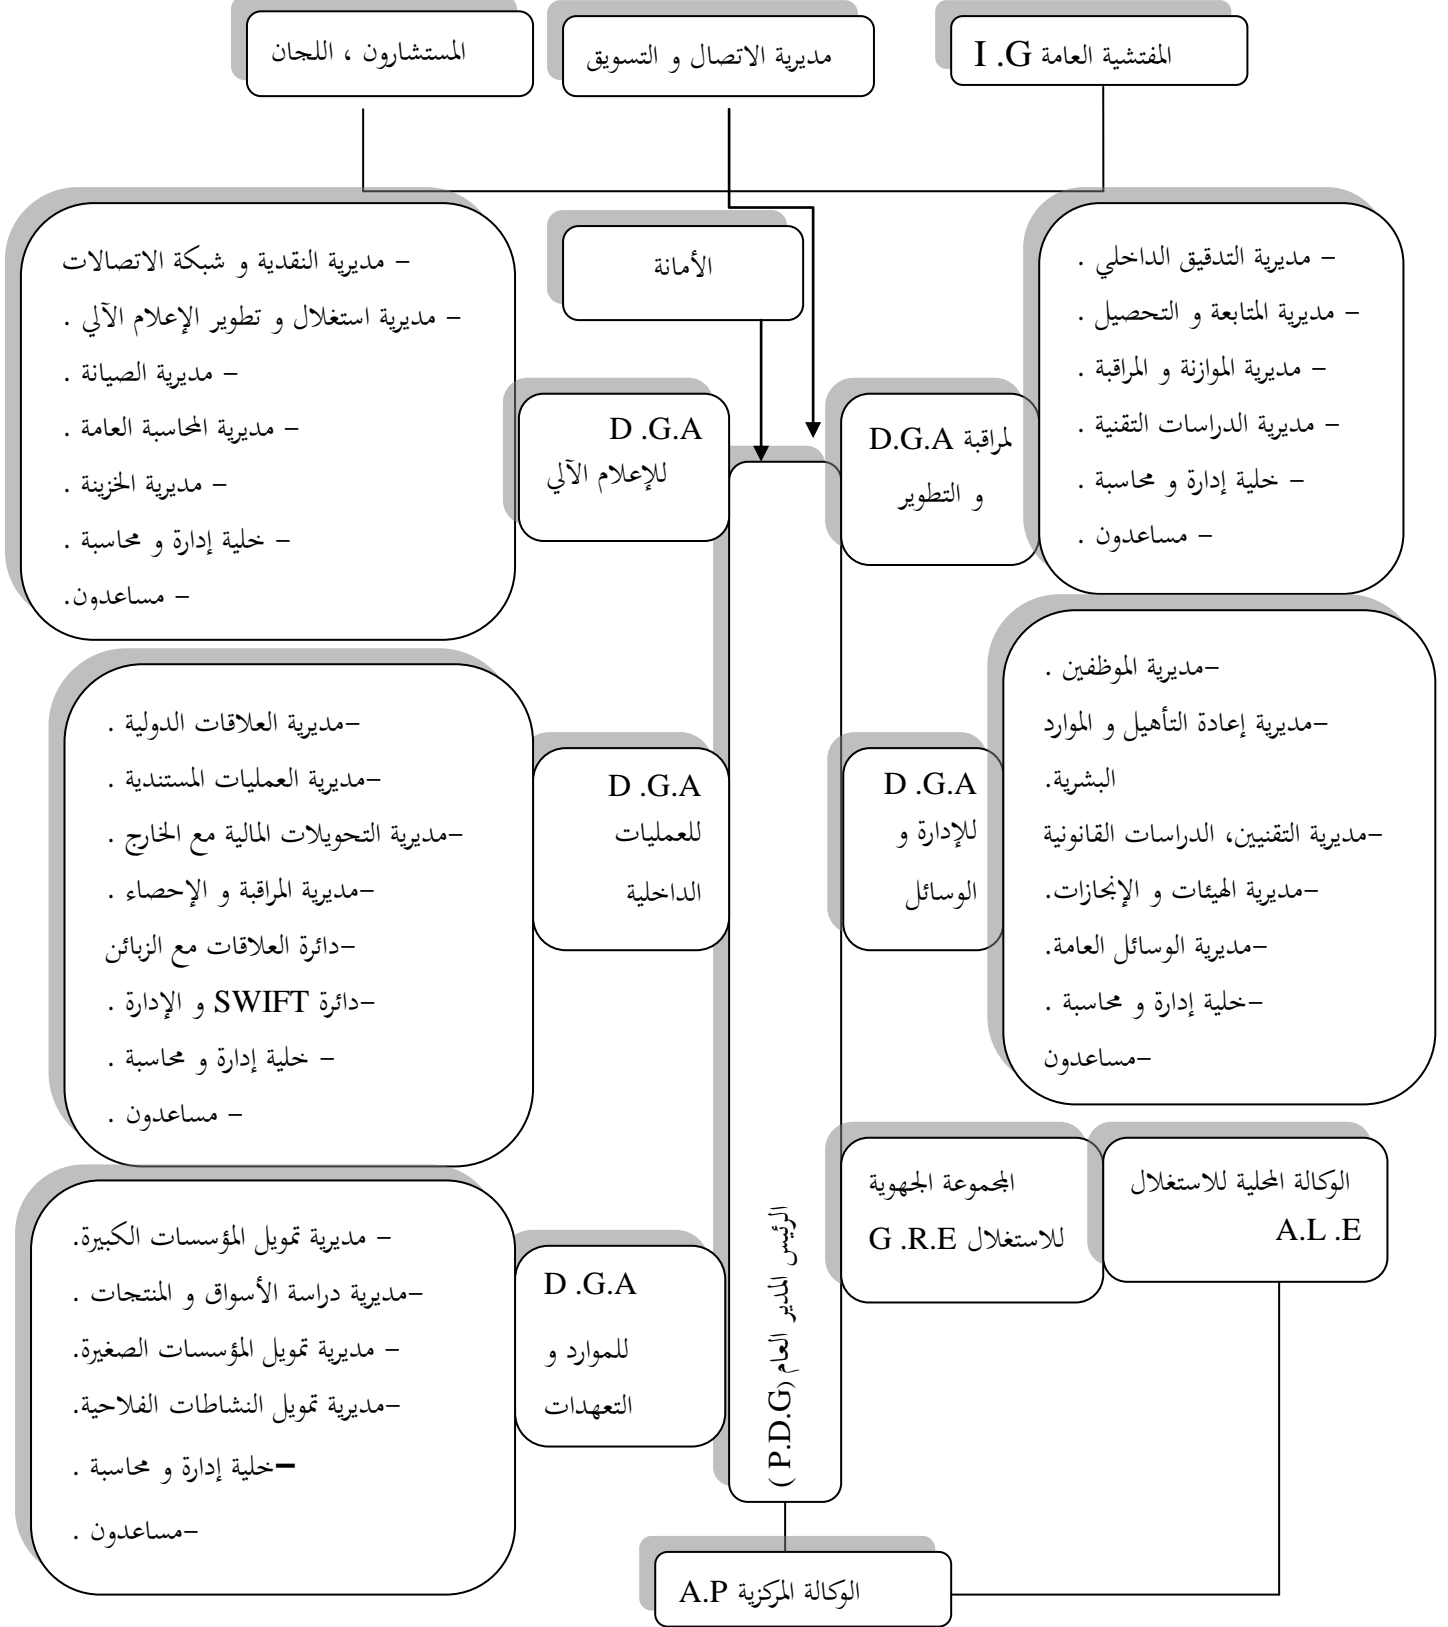 المفتشية العامة I .G
مديرية الاتصال و التسويق
المستشارون ، اللجان
– مديرية التدقيق الداخلي .
– مديرية المتابعة و التحصيل .
– مديرية الموازنة و المراقبة .
– مديرية الدراسات التقنية .
– خلية إدارة و محاسبة .
– مساعدون .
الأمانة
– مديرية النقدية و شبكة الاتصالات
– مديرية استغلال و تطوير الإعلام الآلي .
– مديرية الصيانة .
– مديرية المحاسبة العامة .
– مديرية الخزينة .
– خلية إدارة و محاسبة .
– مساعدون.
D.G.A لمراقبة
و التطوير
D .G.A
للإعلام الآلي
–مديرية الموظفين .
–مديرية إعادة التأهيل و الموارد
البشرية.
–مديرية التقنيين، الدراسات القانونية
–مديرية الهيئات و الإنجازات.
–مديرية الوسائل العامة.
–خلية إدارة و محاسبة .
–مساعدون
D .G.A
للإدارة و
الوسائل
D .G.A
للعمليات
الداخلية
–مديرية العلاقات الدولية .
–مديرية العمليات المستندية .
–مديرية التحويلات المالية مع الخارج .
–مديرية المراقبة و الإحصاء .
–دائرة العلاقات مع الزبائن
–دائرة SWIFT و الإدارة .
– خلية إدارة و محاسبة .
– مساعدون .
الوكالة المحلية للاستغلال
A.L .E
المجموعة الجهوية
للاستغلال G .R.E
الرئيس المدير العام (P.D.G )
D .G.A
للموارد و
التعهدات
– مديرية تمويل المؤسسات الكبيرة.
–مديرية دراسة الأسواق و المنتجات .
– مديرية تمويل المؤسسات الصغيرة.
–مديرية تمويل النشاطات الفلاحية.
–خلية إدارة و محاسبة .
–مساعدون .
الوكالة المركزية A.P